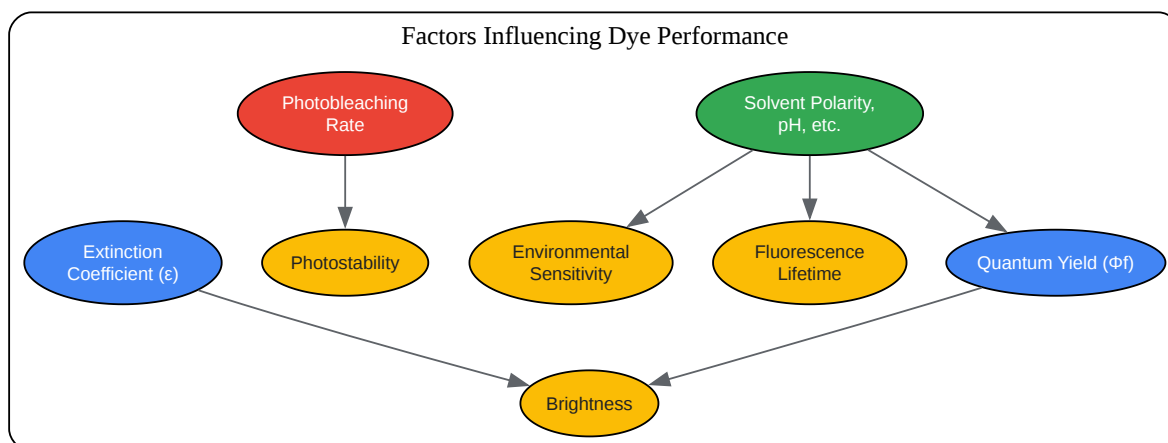 Factors Influencing Dye Performance
Photobleaching
Rate
Solvent Polarity,
pH, etc.
Extinction
Coefficient (ε)
Photostability
Environmental
Sensitivity
Fluorescence
Lifetime
Quantum Yield (Φf)
Brightness